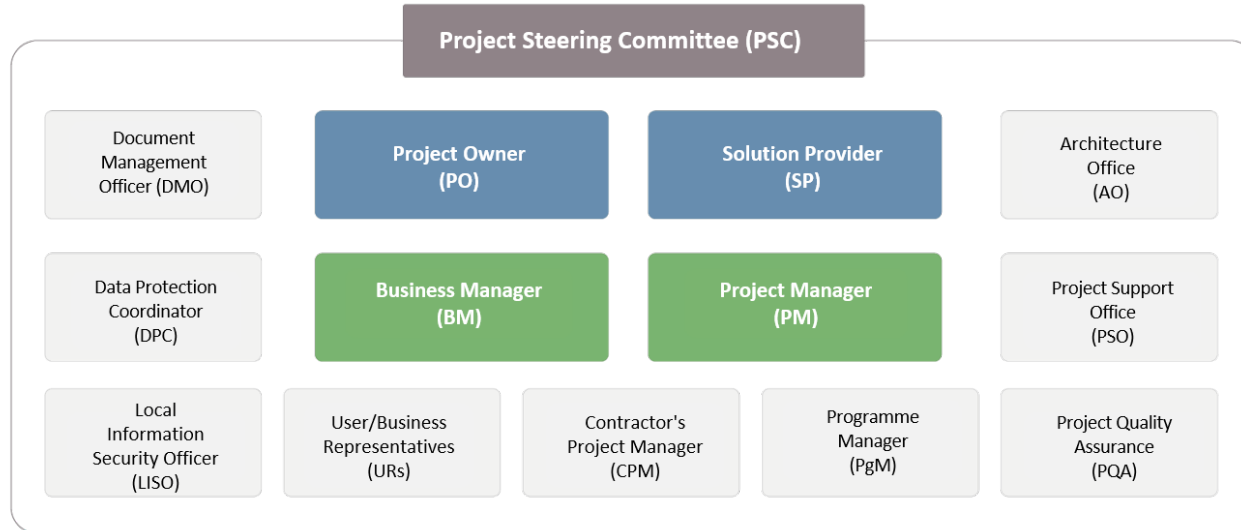 Project Steering Committee (PSC)
Document
Management
Officer (DMO)
Project Owner
(PO)
Solution Provider
(SP)
Architecture
Office
(AO)
Data Protection
Coordinator
(DPC)
Business Manager
(BM)
Project Manager
(PM)
Project Support
Office
(PSO)
Local
Information
Security Officer
(LISO)
User/Business
Representatives
(URs)
Contractor's
Project Manager
(CPM)
Programme
Manager
(PgM)
Project Quality
Assurance
(PQA)